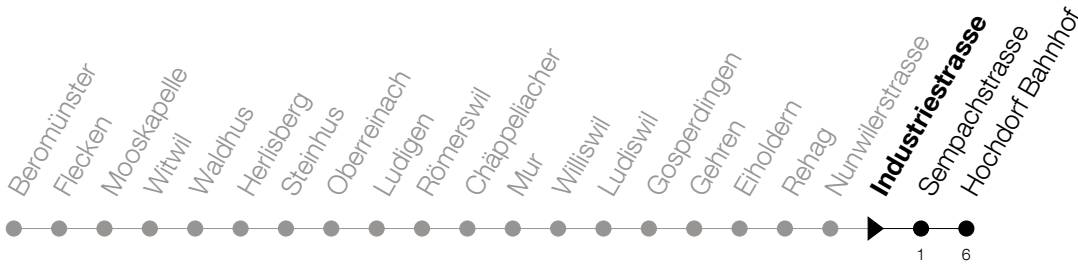 Beromünster
Flecken
Mooskapelle
Witwil
Waldhus
Herlisberg
Steinhus
Oberreinach
Ludigen
Römerswil
Chäppeliacher
Mur
Williswil
Ludiswil
Gosperdingen
Gehren
Eiholdern
Rehag
Nunwilerstrasse
Industriestrasse
Sempachstrasse
Hochdorf Bahnhof
1
6